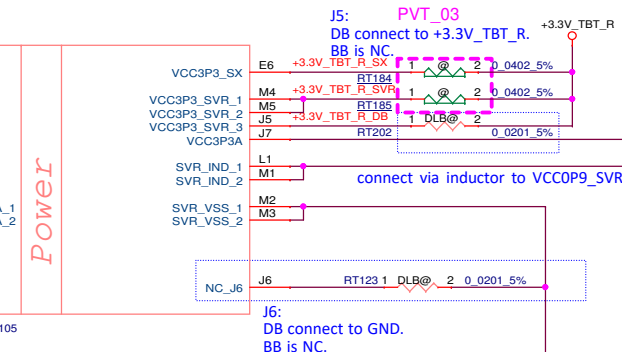 J5: PVT_03
DB connect to +3.3V_TBT_R.
BB is NC.
+3.3V_TBT_R
VCC3P3_SX E6 +3.3V_TBT_R_SX 1 @ 2 0_0402_5%
RT184
VCC3P3_SVR_1 M4 +3.3V_TBT_R_SVR 1 @ 2 0_0402_5%
VCC3P3_SVR_2 M5 RT185
VCC3P3_SVR_3 J5 +3.3V_TBT_R_DB 1 DLB@ 2
VCC3P3A J7 RT202 0_0201_5%
SVR_IND_1 L1
SVR_IND_2 M1
connect via inductor to VCC0P9_SVR
SVR_VSS_1 M2
SVR_VSS_2 M3
Power
A_1
A_2
NC_J6 J6 RT123 1 DLB@ 2 0_0201_5%
J6:
DB connect to GND.
BB is NC.
105